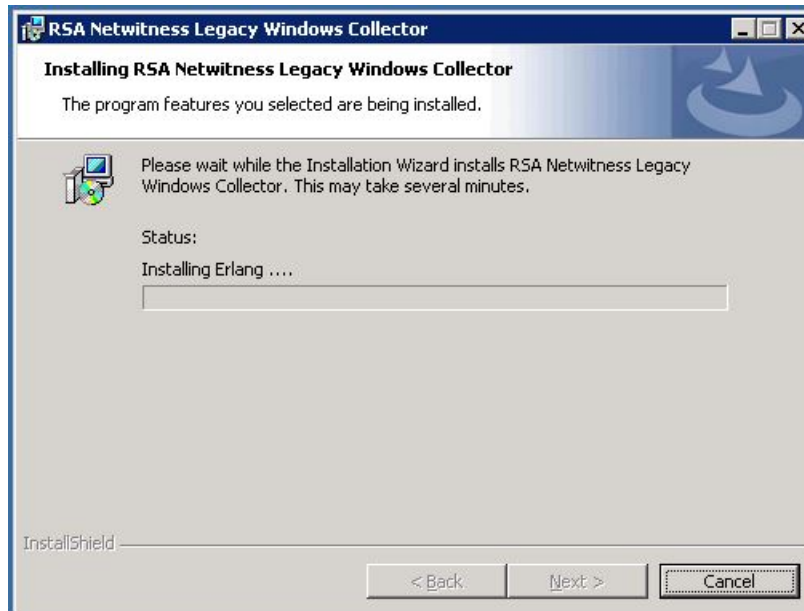 RSA Netwitness Legacy Windows Collector
Installing RSA Netwitness Legacy Windows Collector
The program features you selected are being installed.
Please wait while the Installation Wizard installs RSA Netwitness Legacy
Windows Collector. This may take several minutes.
Status:
Installing Erlang ....
InstallShield
< Back Next > Cancel